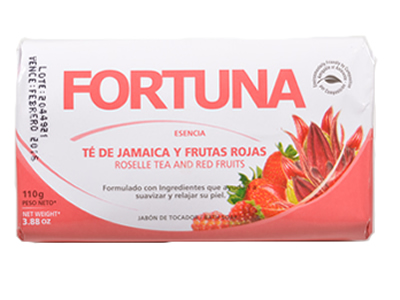 LOTE: 2044921
VENCE: FEBRERO
FORTUNA
ESENCIA
TÉ DE JAMAICA Y FRUTAS ROJAS
ROSELLE TEA AND RED FRUITS
Formulado con Ingredientes que
suavizar y relajar su piel.
110g
PESO NETO*
NET WEIGHT*
3.88 oz
JABÓN DE TOCADOR